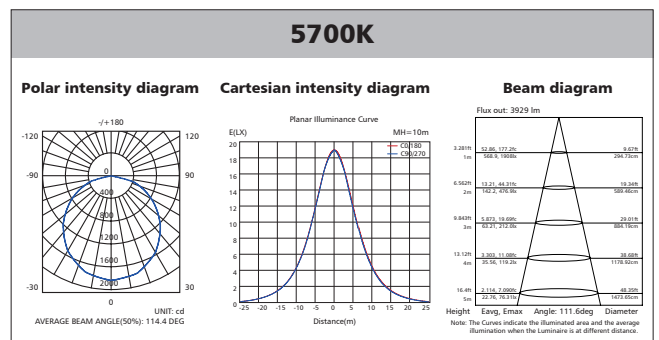 5700K
Polar intensity diagram
-/+180
-120
120
-90
90
0
400
800
1200
1600
2000
-30
30
0
UNIT: cd
AVERAGE BEAM ANGLE(50%): 114.4 DEG
Cartesian intensity diagram
Planar Illuminance Curve
E(LX)
MH=10m
C0/180
C90/270
20
18
16
14
12
10
8
6
4
2
0
-25 -20 -15 -10 -5 0 5 10 15 20 25
Distance(m)
Beam diagram
Flux out: 3929 lm
3.281ft 52.86, 177.2fc 9.67ft
1m 568.9, 1908lx 294.73cm
6.562ft 13.21, 44.31fc 19.34ft
2m 142.2, 476.9lx 589.46cm
9.843ft 5.873, 19.69fc 29.01ft
3m 63.21, 212.0lx 884.19cm
13.12ft 3.303, 11.08fc 38.68ft
4m 35.56, 119.2lx 1178.92cm
16.4ft 2.114, 7.090fc 48.35ft
5m 22.76, 76.31lx 1473.65cm
Height Eavg, Emax Angle: 111.6deg Diameter
Note: The Curves indicate the illuminated area and the average
illumination when the Luminaire is at different distance.